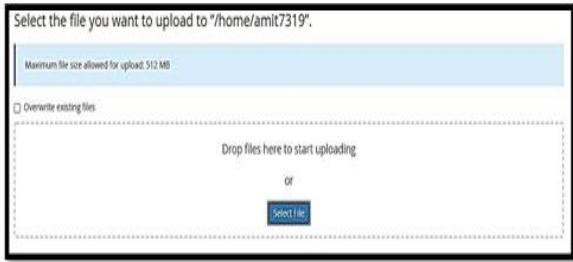 Select the file you want to upload to "/home/amit7319".
Maximum file size allowed for upload: 512 MB
Overwrite existing files
Drop files here to start uploading
or
Select File